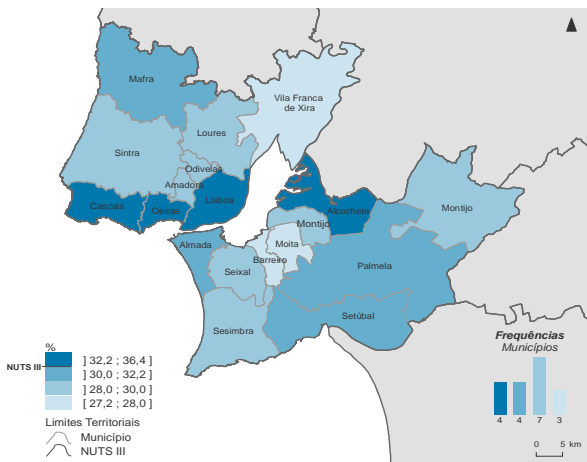 Mafra
Vila Franca
de Xira
Loures
Sintra
Odivelas
Amadora
Cascais
Oeiras
Lisboa
Alcochete
Montijo
Montijo
Almada
Moita
Barreiro
Seixal
Palmela
Sesimbra
Setúbal
%
NUTS III
] 32,2 ; 36,4 ]
] 30,0 ; 32,2 ]
] 28,0 ; 30,0 ]
[ 27,2 ; 28,0 ]
Limites Territoriais
Município
NUTS III
Frequências
Municípios
4 4 7 3
0 5 km